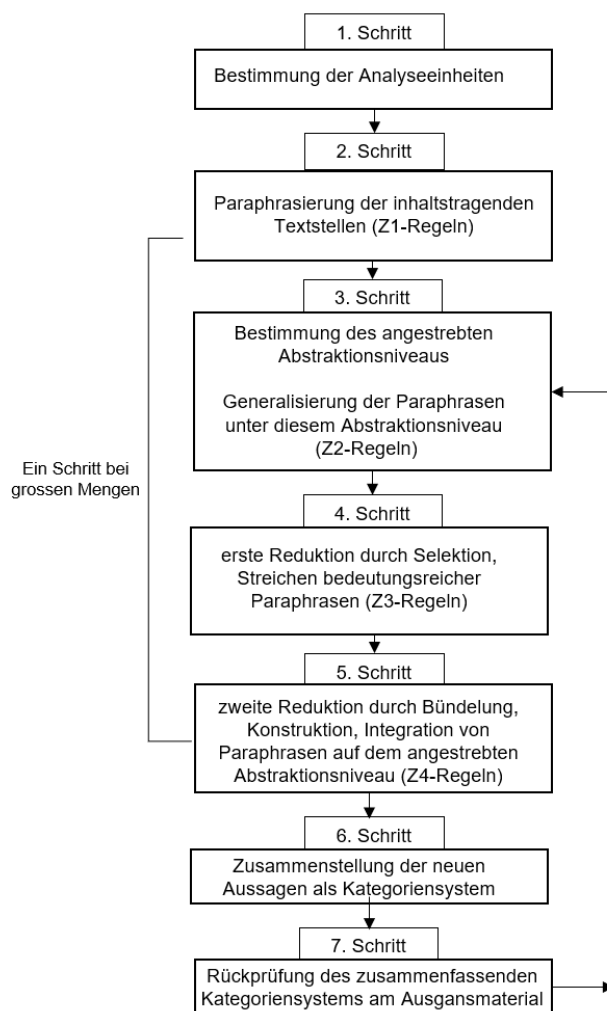 1. Schritt
Bestimmung der Analyseeinheiten
2. Schritt
Paraphrasierung der inhaltstragenden
Textstellen (Z1-Regeln)
3. Schritt
Bestimmung des angestrebten
Abstraktionsniveaus
Generalisierung der Paraphrasen
unter diesem Abstraktionsniveau
(Z2-Regeln)
Ein Schritt bei
grossen Mengen
4. Schritt
erste Reduktion durch Selektion,
Streichen bedeutungsreicher
Paraphrasen (Z3-Regeln)
5. Schritt
zweite Reduktion durch Bündelung,
Konstruktion, Integration von
Paraphrasen auf dem angestrebten
Abstraktionsniveau (Z4-Regeln)
6. Schritt
Zusammenstellung der neuen
Aussagen als Kategoriensystem
7. Schritt
Rückprüfung des zusammenfassenden
Kategoriensystems am Ausgansmaterial